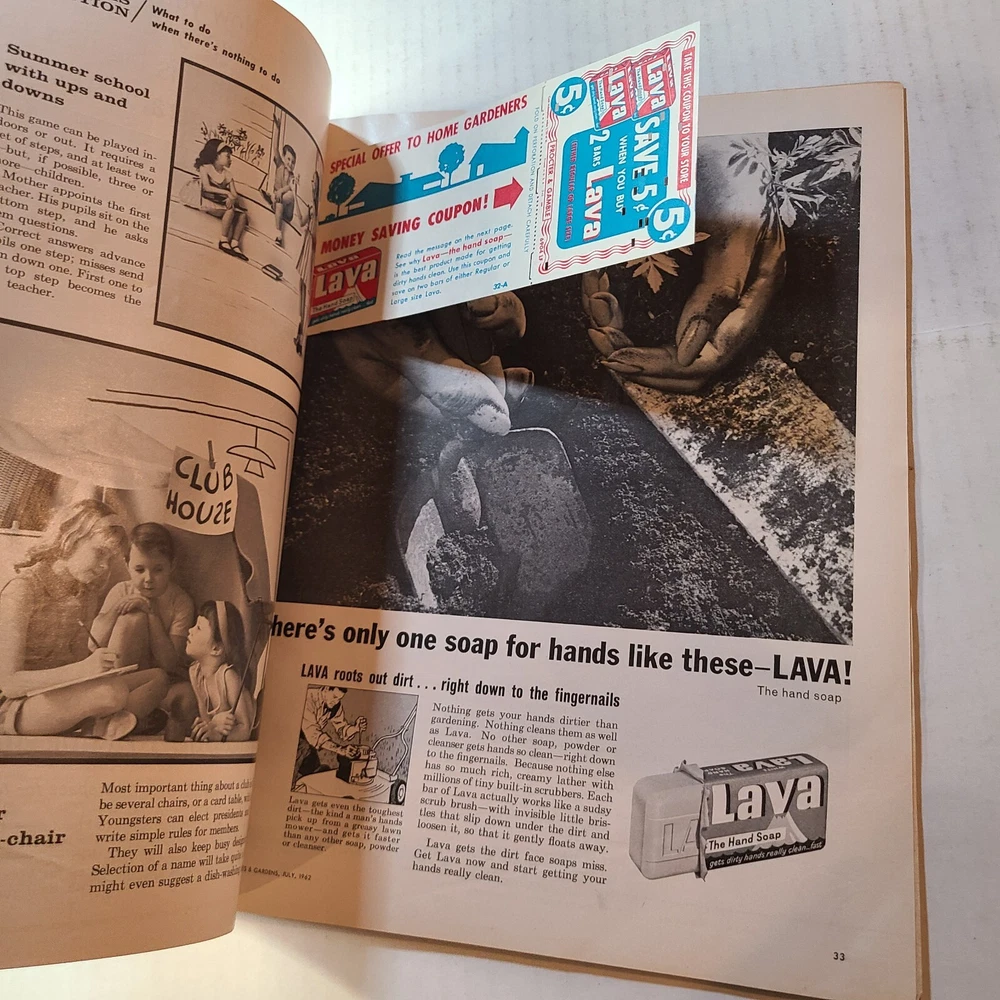 TION
What to do
when there's nothing to do
Summer school
with ups and
downs
This game can be played in-
doors or out. It requires a
set of steps, and at least two
—but, if possible, three or
more—children.
Mother appoints the first
teacher. His pupils sit on the
bottom step, and he asks
them questions.
Correct answers advance
one step; misses send
down one. First one to
top step becomes the
teacher.
CLUB
HOUZE
-chair
Most important thing about a
be several chairs, or a card table,
Youngsters can elect presidents
write simple rules for members.
They will also keep busy
Selection of a name will take
might even suggest a dish-
SPECIAL OFFER TO HOME GARDENERS
MONEY SAVING COUPON!
LAVA
Lava
The Hand Soap
Read the message on the next page.
See why Lava—the hand soap—
is the best product made for getting
dirty hands clean. Use this coupon and
save on two bars of either Regular or
Large size Lava.
32-A
FOLD ON PERFORATION AND DETACH CAREFULLY
PROCTER & GAMBLE
5¢
Lava
Lava
SAVE 5¢
WHEN YOU BUY
2 BARS Lava
5¢
TAKE THIS COUPON TO YOUR STORE
here's only one soap for hands like these—LAVA!
The hand soap
LAVA roots out dirt . . . right down to the fingernails
Lava gets even the toughest
dirt—the kind a man's hands
pick up from a greasy lawn
mower—and gets it faster
than any other soap, powder
or cleanser.
Nothing gets your hands dirtier than
gardening. Nothing cleans them as well
as Lava. No other soap, powder or
cleanser gets hands so clean—right down
to the fingernails. Because nothing else
has so much rich, creamy lather with
millions of tiny built-in scrubbers. Each
bar of Lava actually works like a sudsy
scrub brush—with invisible little bris-
tles that slip down under the dirt and
loosen it, so that it gently floats away.
Lava gets the dirt face soaps miss.
Get Lava now and start getting your
hands really clean.
Lava
LA
Lava
The Hand Soap
gets dirty hands really clean...fast
& GARDENS, JULY, 1962
33